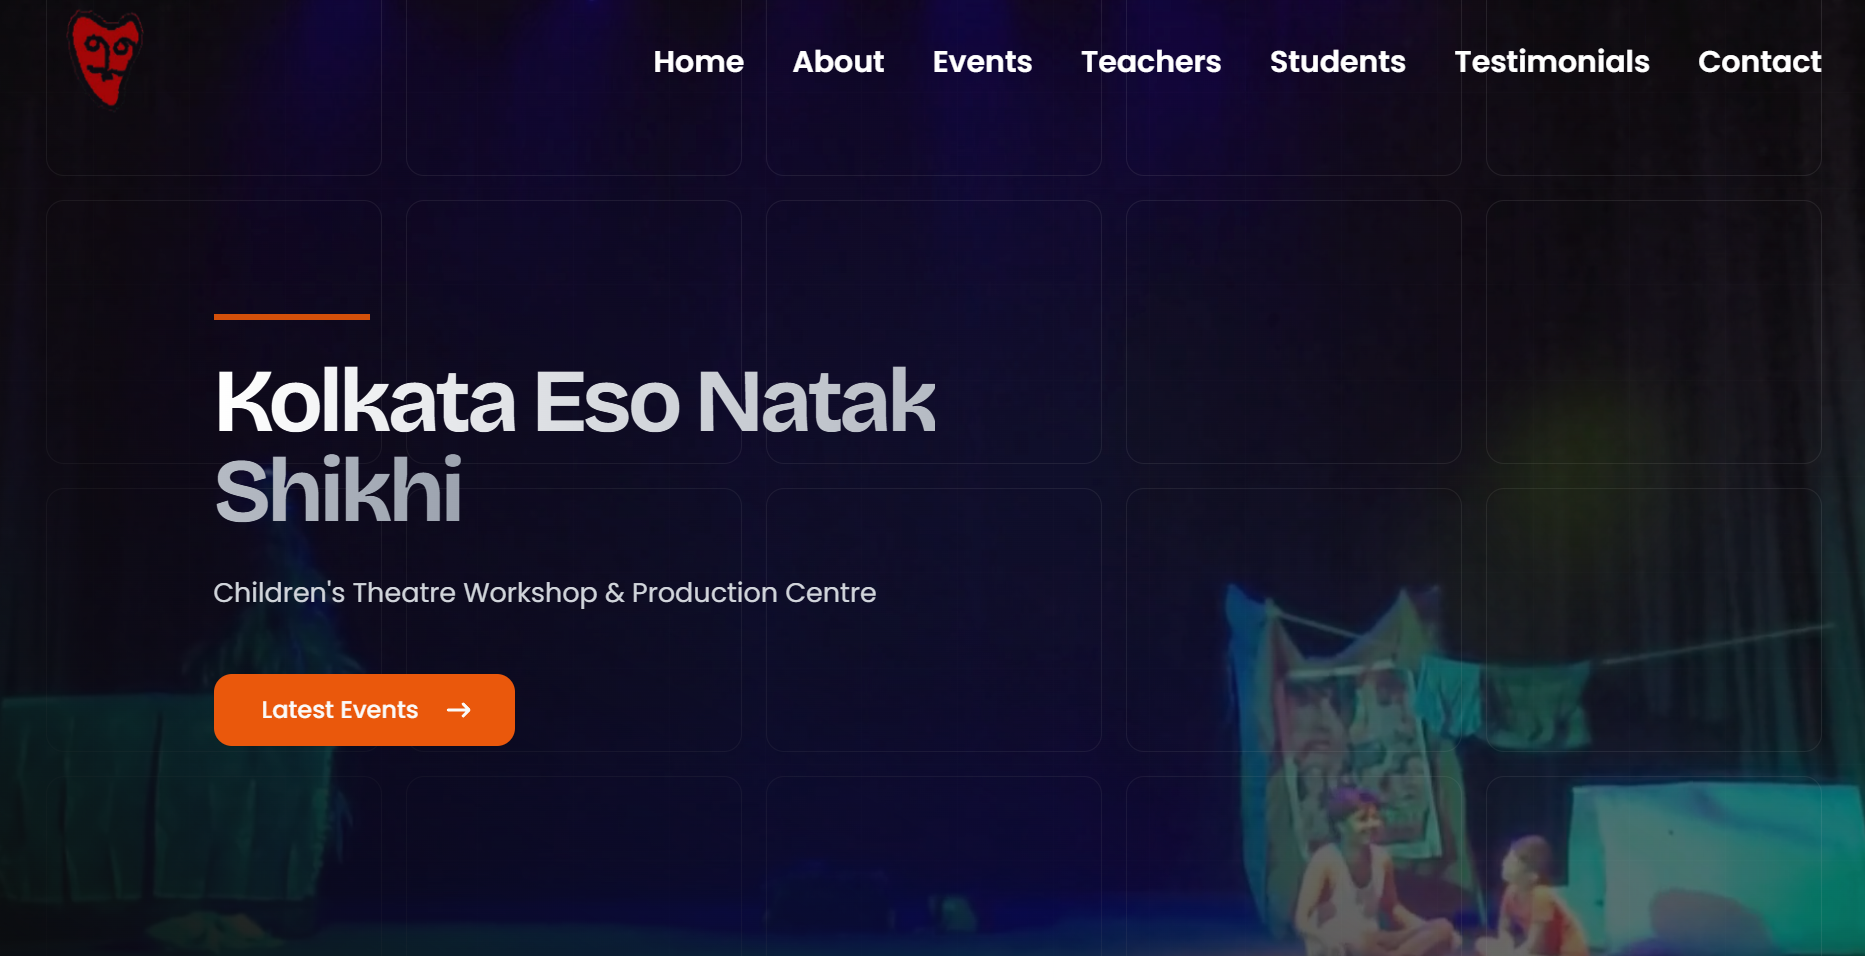 Home About Events Teachers Students Testimonials Contact
Kolkata Eso Natak
Shikhi
Children's Theatre Workshop & Production Centre
Latest Events →